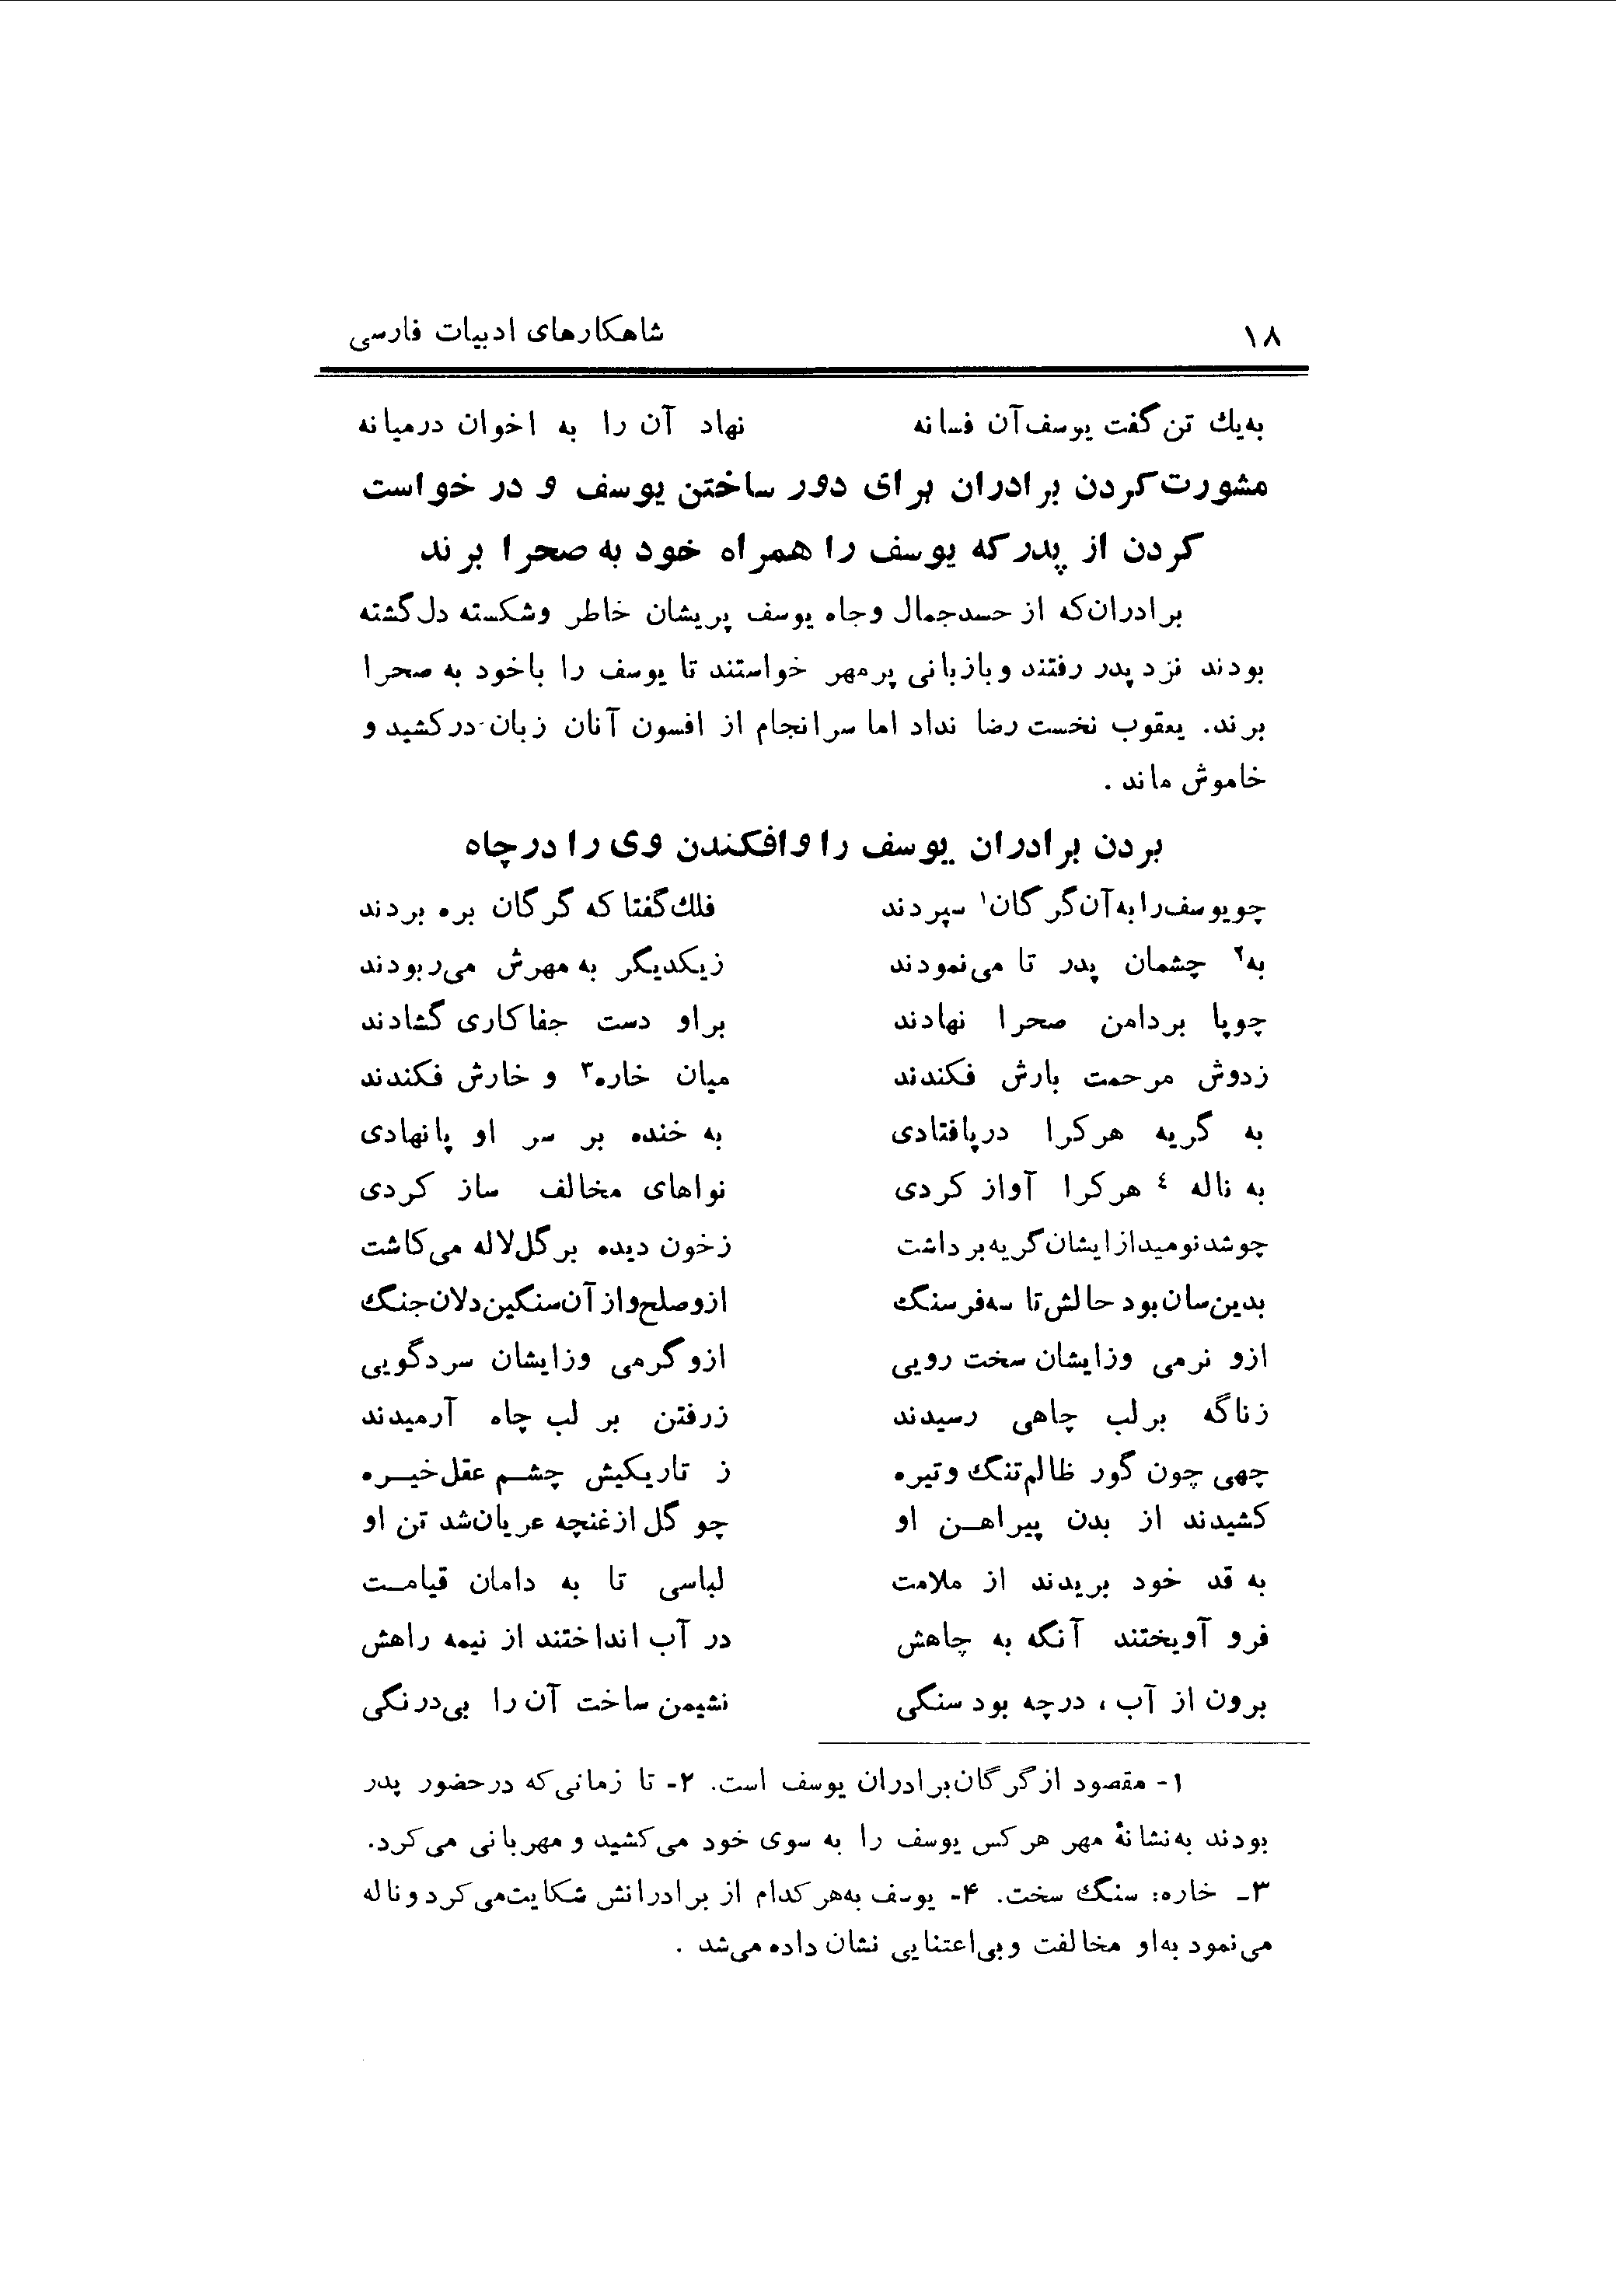 ۱۸ شاهکارهای ادبیات فارسی
به‌یك تن گفت یوسف آن فسانه نهاد آن را به اخوان درمیانه
مشورت کردن برادران برای دور ساختن یوسف و درخواست
کردن از پدر که یوسف را همراه خود به صحرا برند
برادران که از حسد جمال وجاه یوسف پریشان خاطر وشکسته دل گشته
بودند نزد پدر رفتند و بازبانی پرمهر خواستند تا یوسف را باخود به صحرا
برند. یعقوب نخست رضا نداد اما سرانجام از افسون آنان زبان درکشید و
خاموش ماند .
بردن برادران یوسف را وافکندن وی را درچاه
چویوسف‌را به‌آن گرگان۱ سپردند فلك گفتا که گرگان بره بردند
به۲ چشمان پدر تا می‌نمودند زیکدیگر به مهرش می‌ربودند
چوپا بردامن صحرا نهادند براو دست جفاکاری گشادند
زدوش مرحمت بارش فکندند میان خاره۳ و خارش فکندند
به گریه هرکرا درپافتادی به خنده بر سر او پانهادی
به ناله ٤ هرکرا آواز کردی نواهای مخالف ساز کردی
چوشد نومید از ایشان گریه برداشت زخون دیده برگل لاله می‌کاشت
بدین‌سان بود حالش تا سه‌فرسنگ ازو صلح و از آن سنگین‌دلان جنگ
ازو نرمی وزایشان سخت رویی ازو گرمی وزایشان سردگویی
زناگه برلب چاهی رسیدند زرفتن بر لب چاه آرمیدند
چهی چون گور ظالم تنگ وتیره ز تاریکیش چشم عقل خیره
کشیدند از بدن پیراهن او چو گل ازغنچه عریان شد تن او
به قد خود بریدند از ملامت لباسی تا به دامان قیامت
فرو آویختند آنگه به چاهش در آب انداختند از نیمه راهش
برون از آب ، درچه بود سنگی نشیمن ساخت آن را بی‌درنگی
۱- مقصود از گرگان برادران یوسف است. ۲- تا زمانی‌که درحضور پدر
بودند به‌نشانهٔ مهر هرکس یوسف را به سوی خود می‌کشید و مهربانی می‌کرد.
۳- خاره: سنگ سخت. ۴- یوسف به‌هرکدام از برادرانش شکایت‌می‌کرد و ناله
می‌نمود به‌او مخالفت و بی‌اعتنایی نشان داده می‌شد .